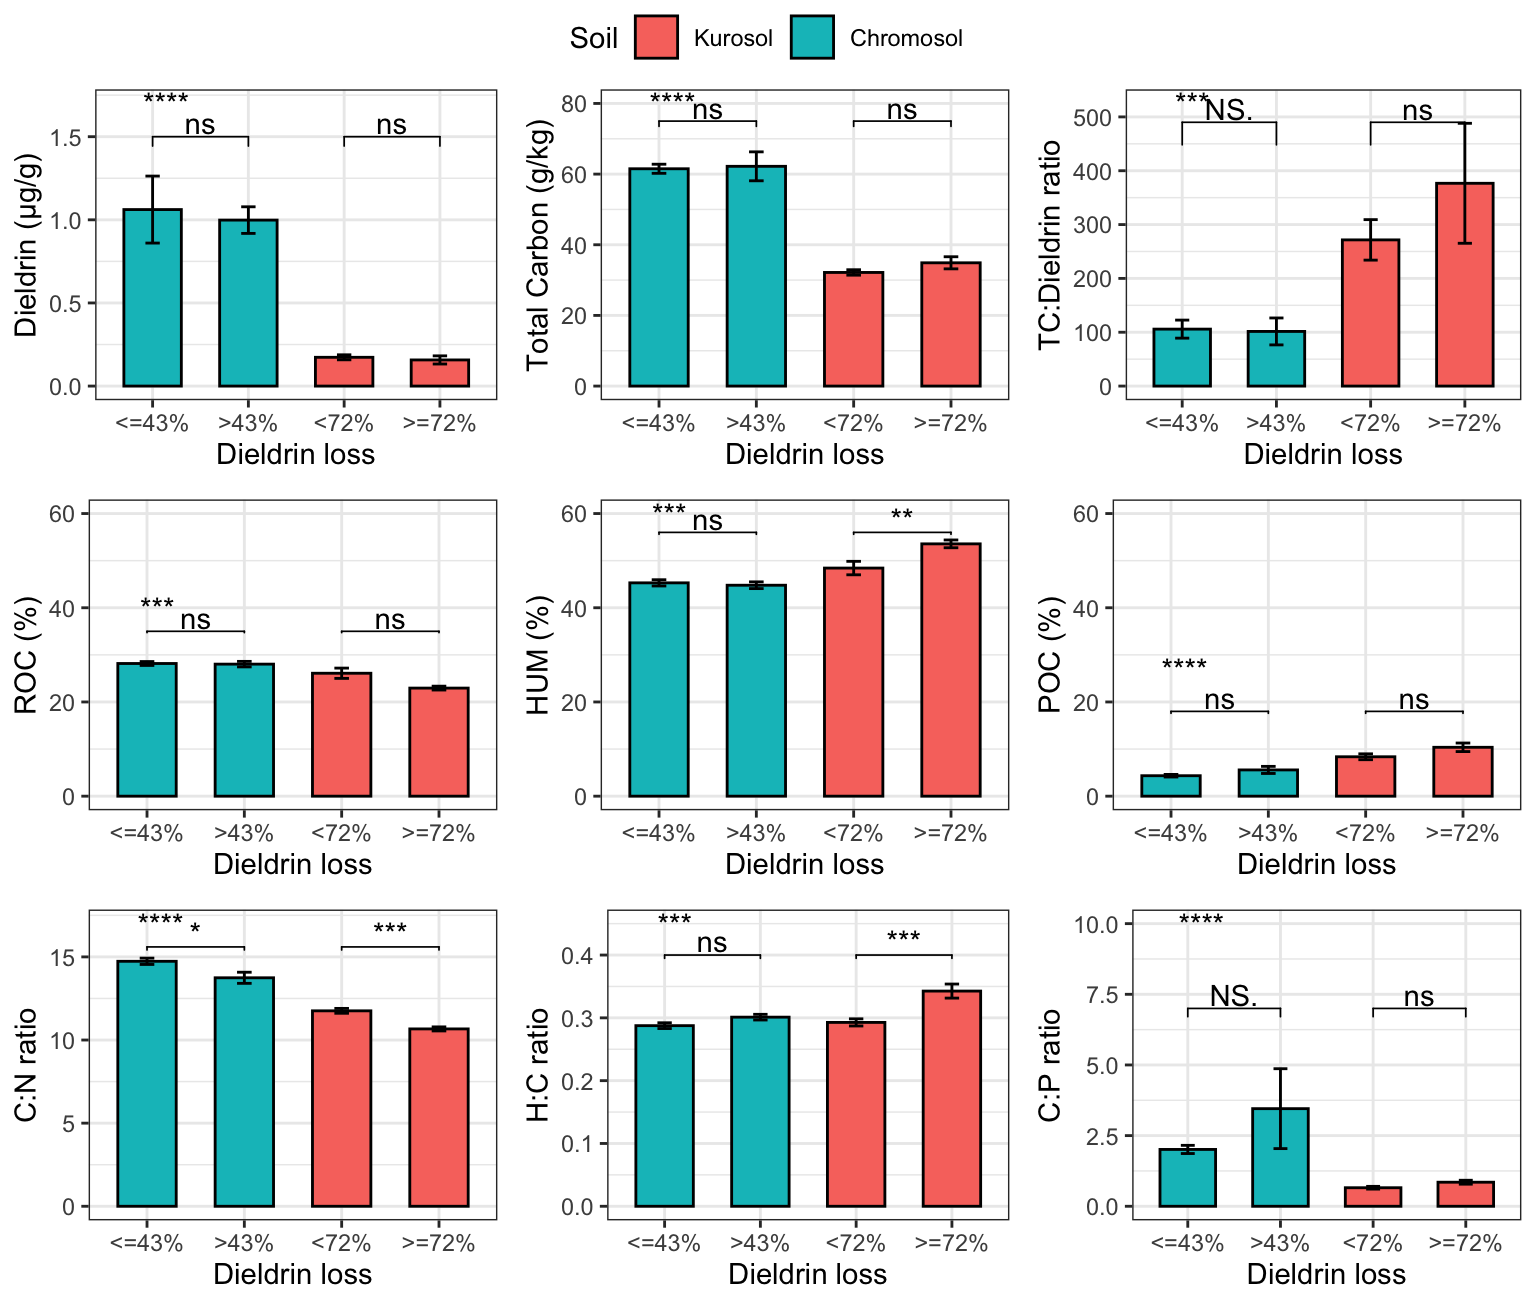 Soil Kurosol Chromosol
Dieldrin (µg/g)
1.5
1.0
0.5
0.0
****
ns
ns
<=43% >43% <72% >=72%
Dieldrin loss
Total Carbon (g/kg)
80
60
40
20
0
****
ns
ns
<=43% >43% <72% >=72%
Dieldrin loss
TC:Dieldrin ratio
500
400
300
200
100
0
***
NS.
ns
<=43% >43% <72% >=72%
Dieldrin loss
ROC (%)
60
40
20
0
***
ns
ns
<=43% >43% <72% >=72%
Dieldrin loss
HUM (%)
60
40
20
0
***
ns
**
<=43% >43% <72% >=72%
Dieldrin loss
POC (%)
60
40
20
0
****
ns
ns
<=43% >43% <72% >=72%
Dieldrin loss
C:N ratio
15
10
5
0
****
*
***
<=43% >43% <72% >=72%
Dieldrin loss
H:C ratio
0.4
0.3
0.2
0.1
0.0
***
ns
***
<=43% >43% <72% >=72%
Dieldrin loss
C:P ratio
10.0
7.5
5.0
2.5
0.0
****
NS.
ns
<=43% >43% <72% >=72%
Dieldrin loss